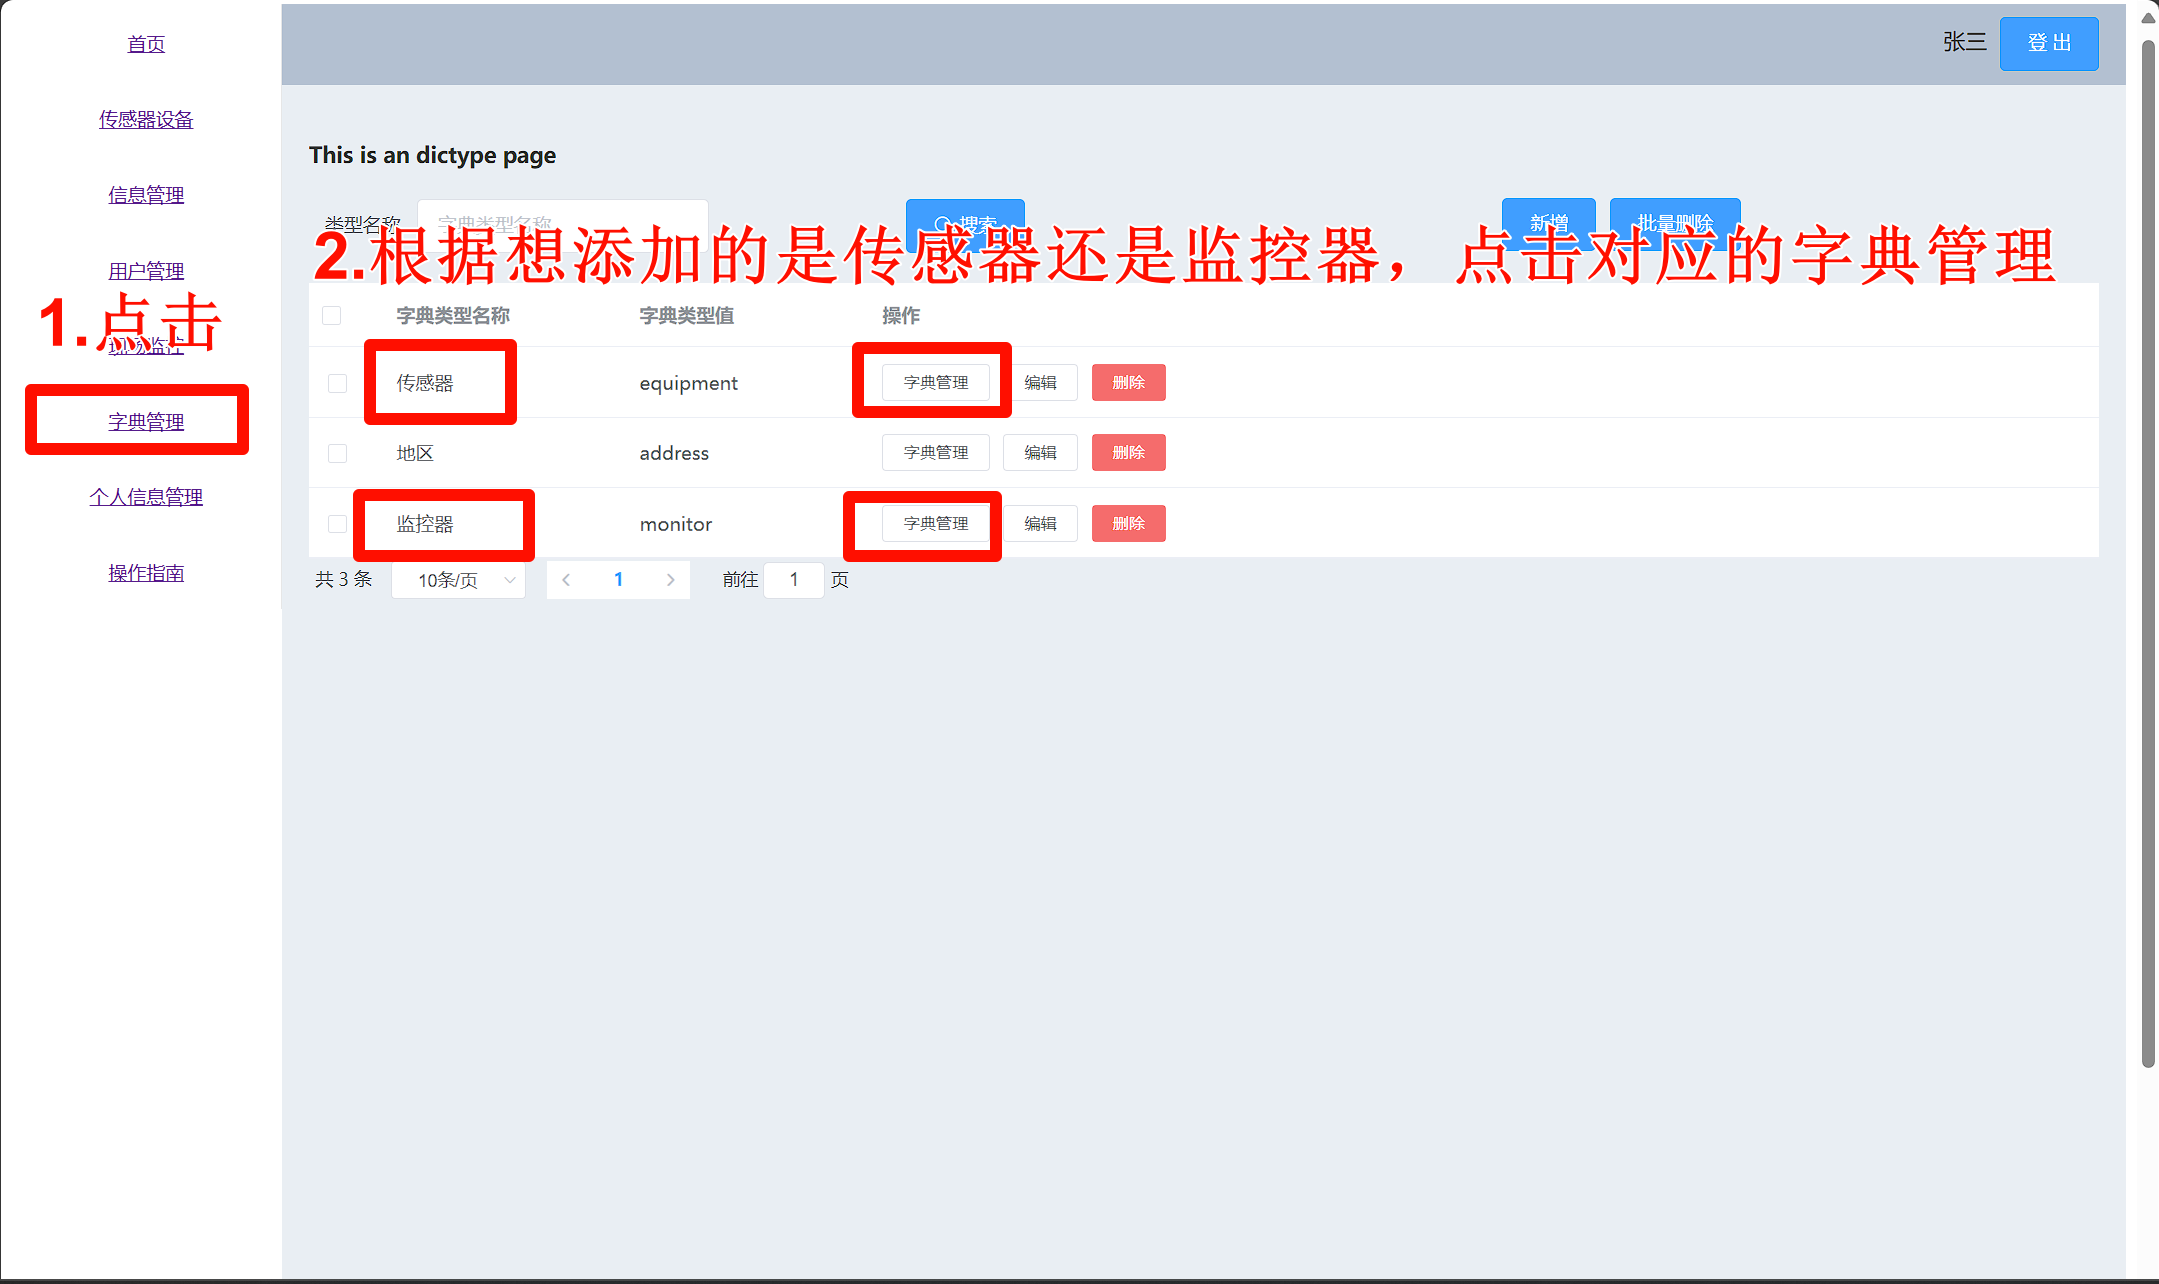 首页
传感器设备
信息管理
用户管理
1.点击
现场监控
字典管理
个人信息管理
操作指南
张三 登 出
This is an dictype page
类型名称 字典类型名称 搜索 新增 批量删除
2.根据想添加的是传感器还是监控器，点击对应的字典管理
字典类型名称 字典类型值 操作
传感器 equipment 字典管理 编辑 删除
地区 address 字典管理 编辑 删除
监控器 monitor 字典管理 编辑 删除
共 3 条 10条/页 1 前往 1 页